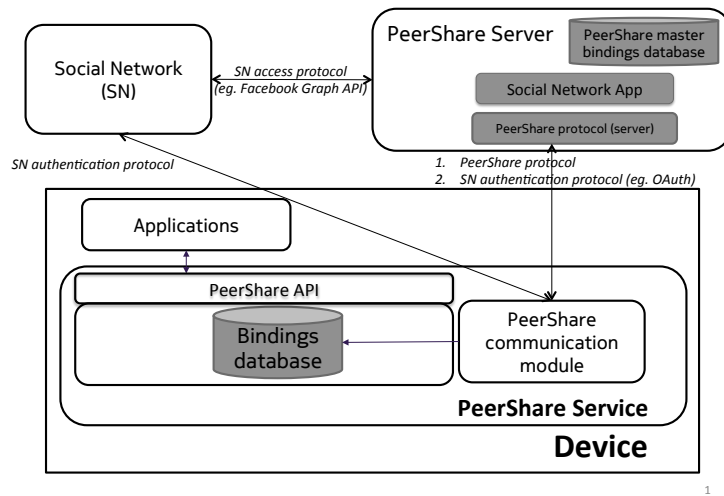 PeerShare Server
PeerShare master
bindings database
Social Network
(SN)
SN access protocol
(eg. Facebook Graph API)
Social Network App
PeerShare protocol (server)
SN authentication protocol
1. PeerShare protocol
2. SN authentication protocol (eg. OAuth)
Applications
PeerShare API
Bindings
database
PeerShare
communication
module
PeerShare Service
Device
1